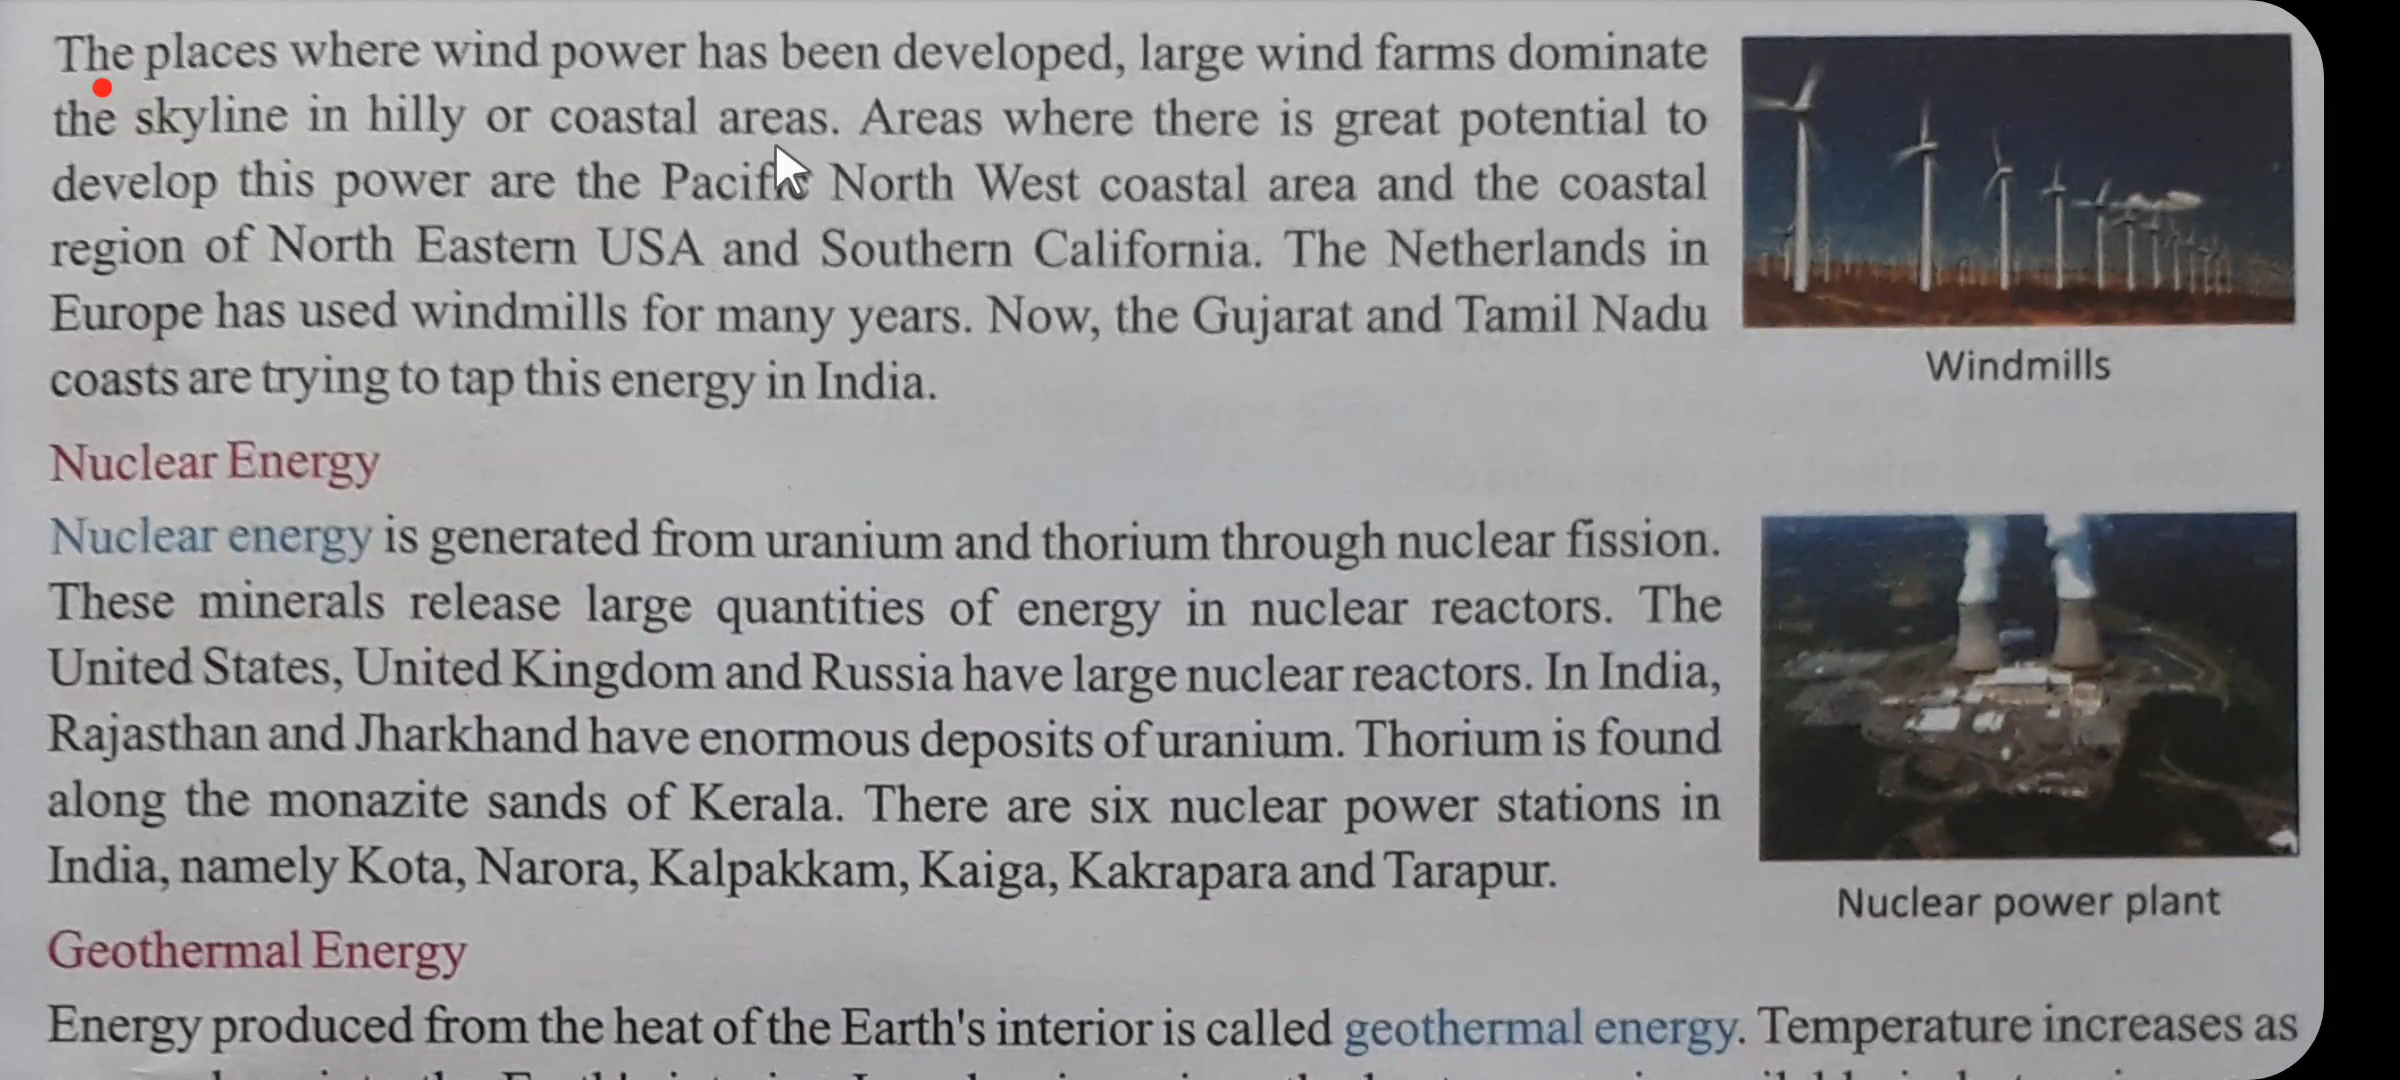 The places where wind power has been developed, large wind farms dominate
the skyline in hilly or coastal areas. Areas where there is great potential to
develop this power are the Pacific North West coastal area and the coastal
region of North Eastern USA and Southern California. The Netherlands in
Europe has used windmills for many years. Now, the Gujarat and Tamil Nadu
coasts are trying to tap this energy in India.
Windmills
Nuclear Energy
Nuclear energy is generated from uranium and thorium through nuclear fission.
These minerals release large quantities of energy in nuclear reactors. The
United States, United Kingdom and Russia have large nuclear reactors. In India,
Rajasthan and Jharkhand have enormous deposits of uranium. Thorium is found
along the monazite sands of Kerala. There are six nuclear power stations in
India, namely Kota, Narora, Kalpakkam, Kaiga, Kakrapara and Tarapur.
Nuclear power plant
Geothermal Energy
Energy produced from the heat of the Earth's interior is called geothermal energy. Temperature increases as